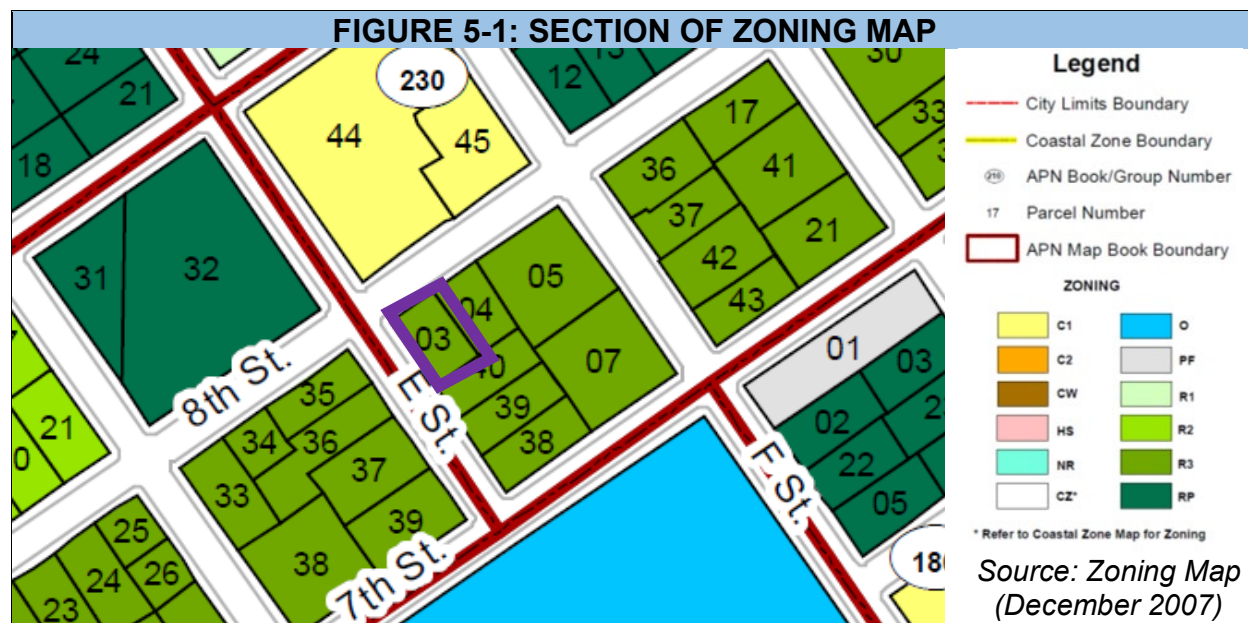 FIGURE 5-1: SECTION OF ZONING MAP
24
21
18
44
230
45
12
13
30
33
17
36
41
37
21
42
43
31
32
05
04
03
40
07
39
38
8th St.
E St.
7th St.
F St.
35
34
36
33
37
39
38
21
0
25
24
26
23
01
03
02
22
05
Legend
City Limits Boundary
Coastal Zone Boundary
APN Book/Group Number
17 Parcel Number
APN Map Book Boundary
ZONING
C1 O
C2 PF
CW R1
HS R2
NR R3
CZ* RP
* Refer to Coastal Zone Map for Zoning
Source: Zoning Map
(December 2007)